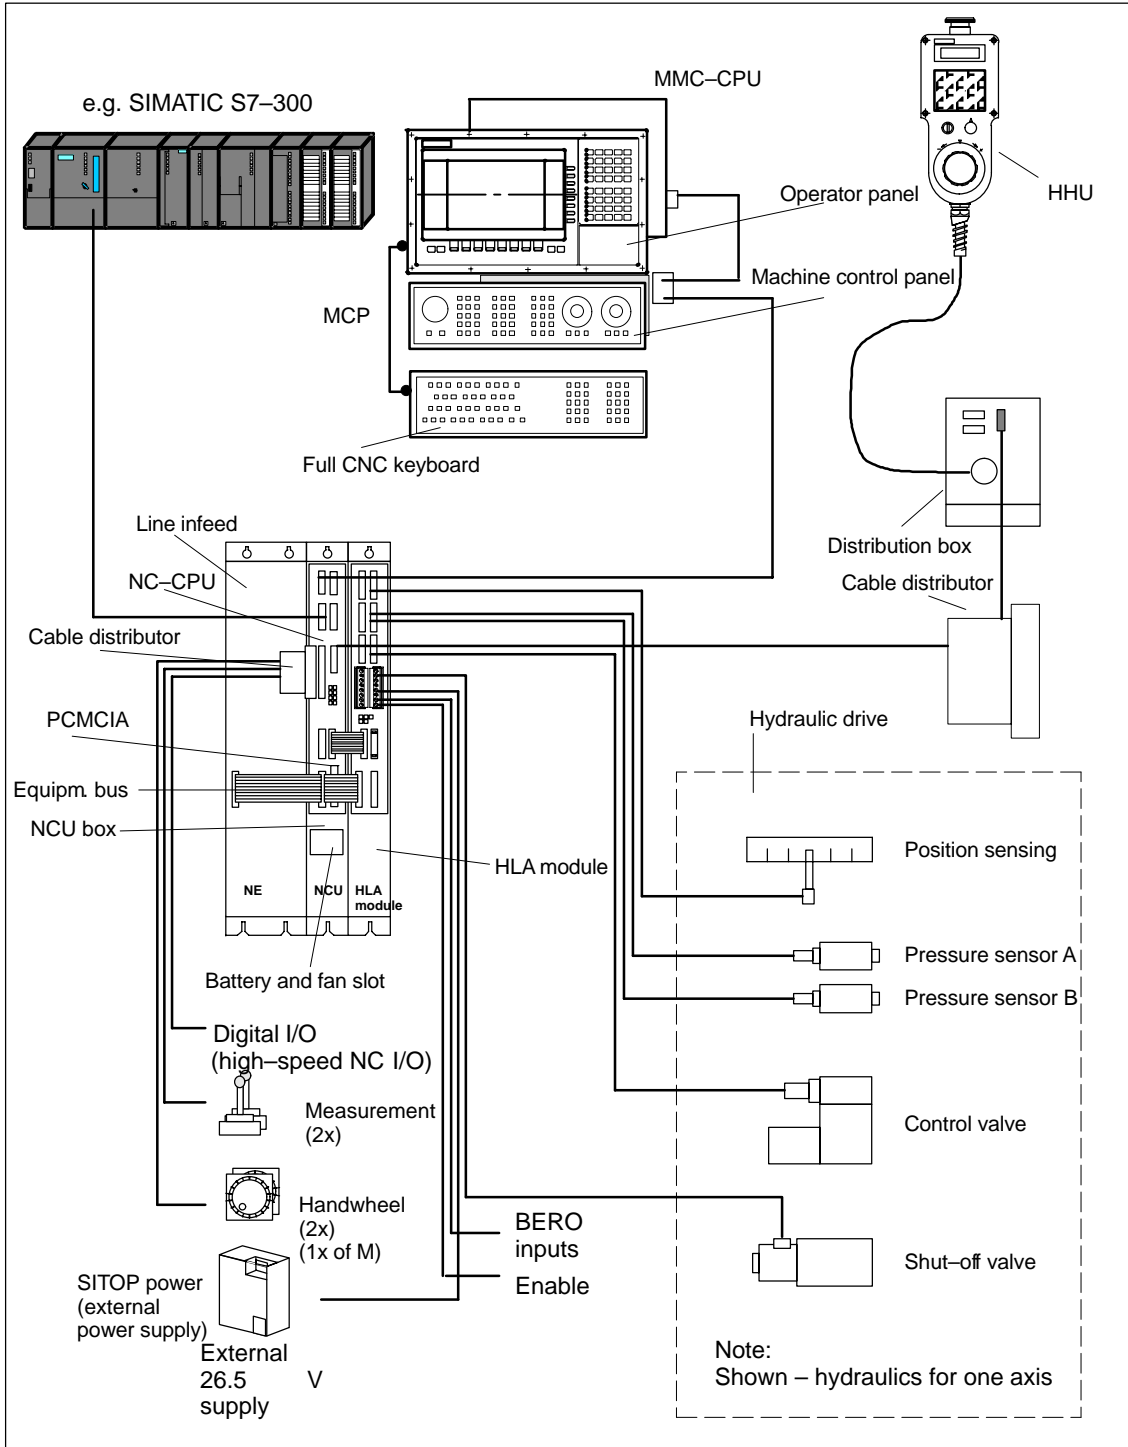 MMC–CPU
e.g. SIMATIC S7–300
Operator panel
HHU
Machine control panel
MCP
Full CNC keyboard
Line infeed
Distribution box
NC–CPU
Cable distributor
Cable distributor
PCMCIA
Hydraulic drive
Equipm. bus
NCU box
Position sensing
HLA module
NE
NCU
HLA
module
Pressure sensor A
Battery and fan slot
Pressure sensor B
Digital I/O
(high–speed NC I/O)
Measurement
(2x)
Control valve
Handwheel
(2x)
(1x of M)
BERO
inputs
Enable
Shut–off valve
SITOP power
(external
power supply)
External
26.5 V
supply
Note:
Shown – hydraulics for one axis